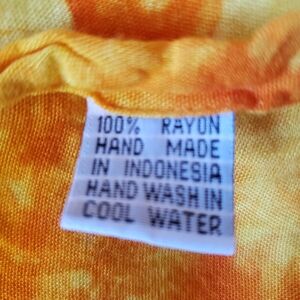 100% RAYON
HAND MADE
IN INDONESIA
HAND WASH IN
COOL WATER